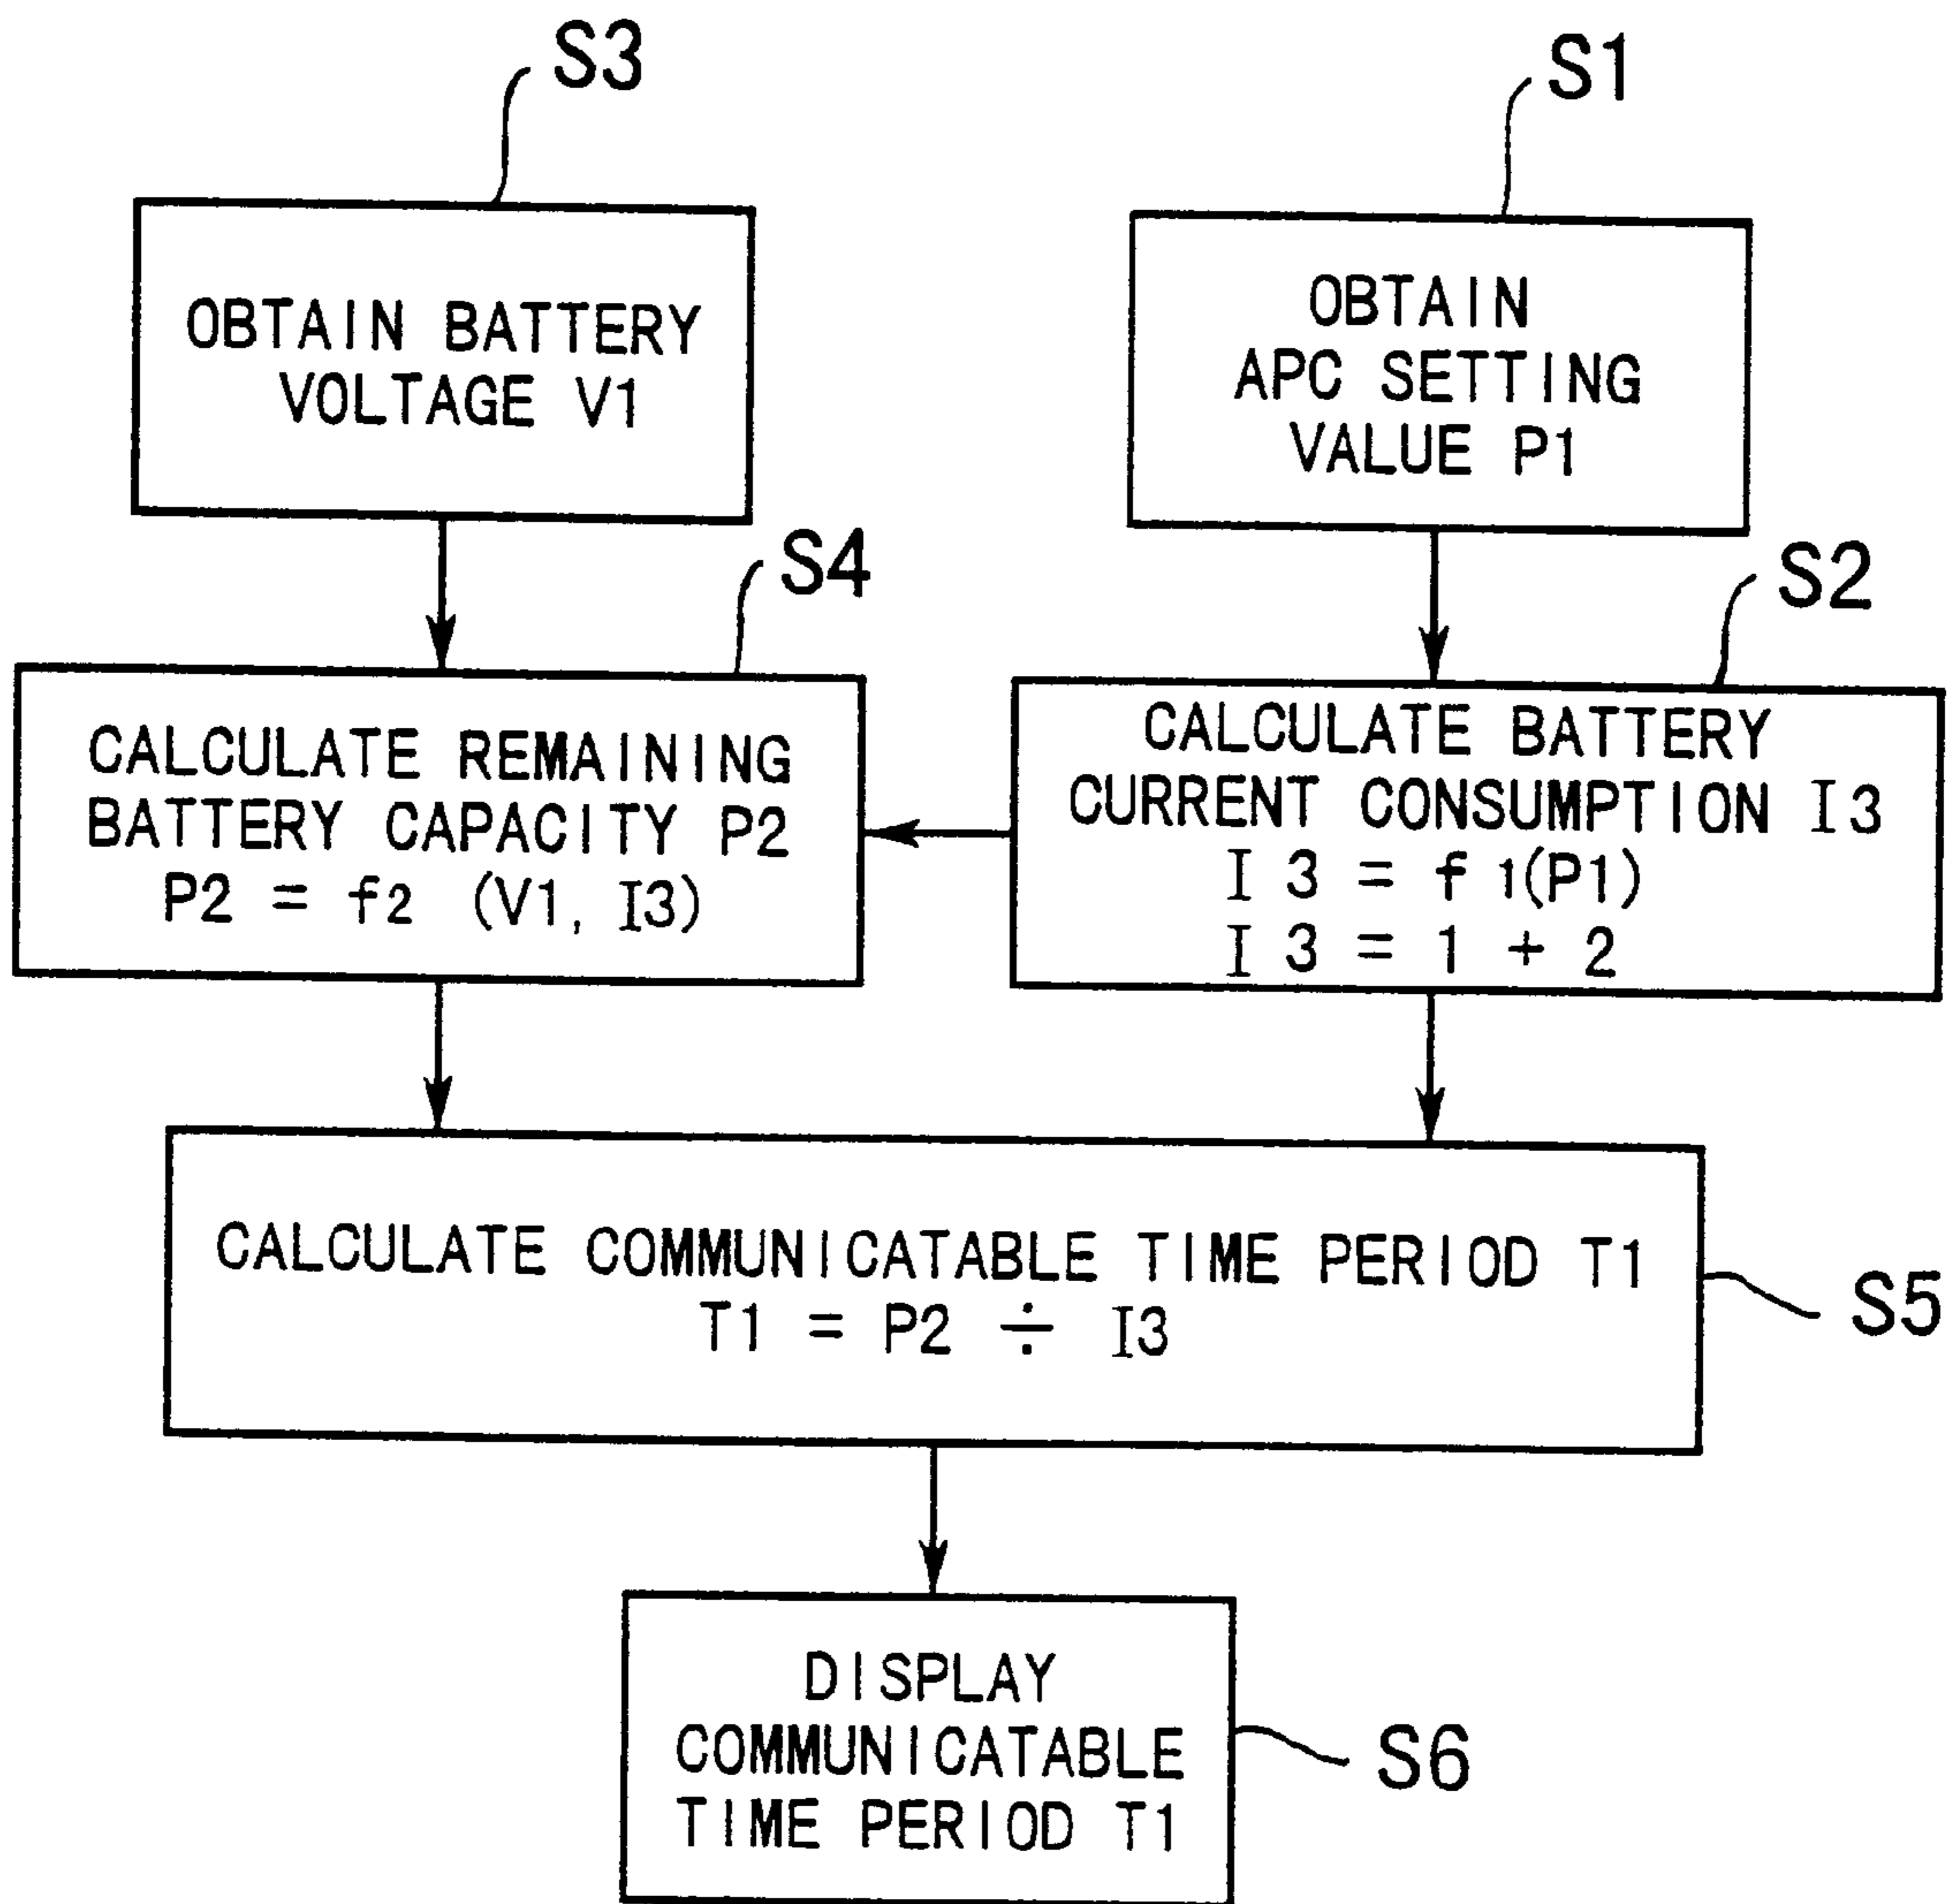 S3
OBTAIN BATTERY
VOLTAGE V1
S1
OBTAIN
APC SETTING
VALUE P1
S4
CALCULATE REMAINING
BATTERY CAPACITY P2
P2 = f2 (V1, I3)
S2
CALCULATE BATTERY
CURRENT CONSUMPTION I3
I 3 = f 1(P1)
I 3 = 1 + 2
CALCULATE COMMUNICATABLE TIME PERIOD T1
T1 = P2 ÷ I3
S5
DISPLAY
COMMUNICATABLE
TIME PERIOD T1
S6